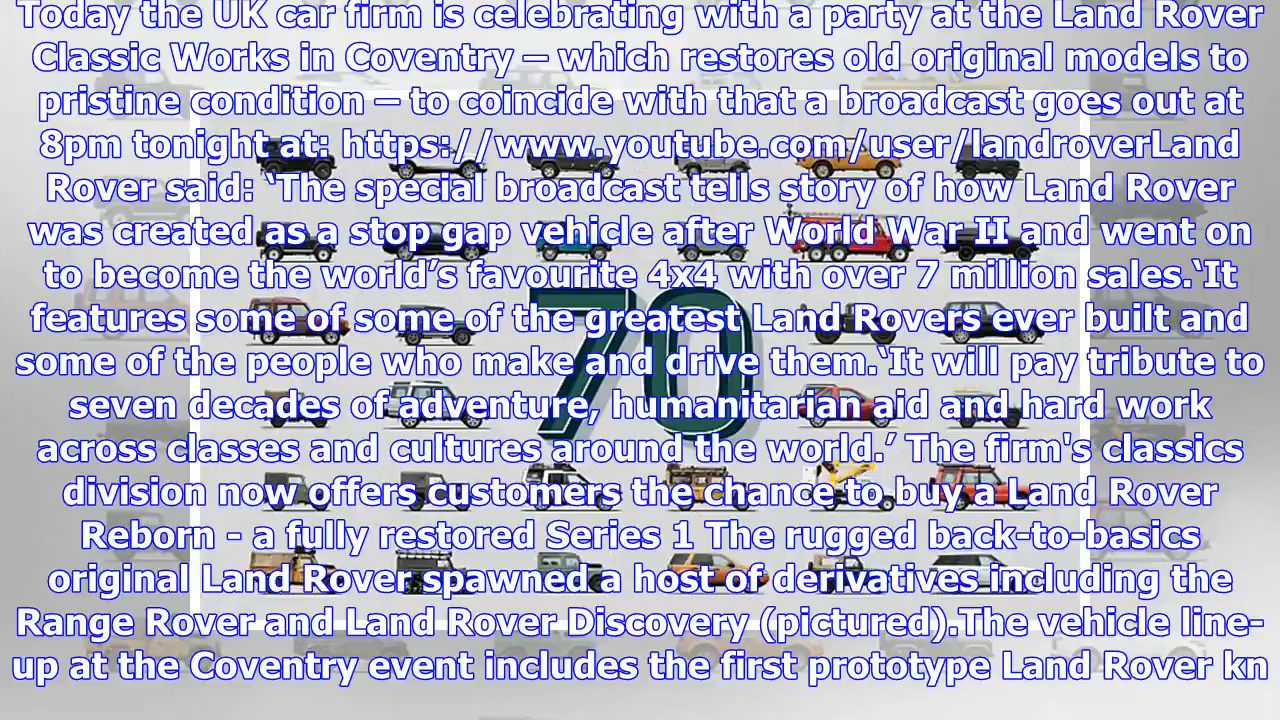 Today the UK car firm is celebrating with a party at the Land Rover
Classic Works in Coventry – which restores old original models to
pristine condition – to coincide with that a broadcast goes out at
8pm tonight at: https://www.youtube.com/user/landroverLand
Rover said: ‘The special broadcast tells story of how Land Rover
was created as a stop gap vehicle after World War II and went on
to become the world’s favourite 4x4 with over 7 million sales.‘It
features some of some of the greatest Land Rovers ever built and
some of the people who make and drive them.‘It will pay tribute to
seven decades of adventure, humanitarian aid and hard work
across classes and cultures around the world.’ The firm's classics
division now offers customers the chance to buy a Land Rover
Reborn - a fully restored Series 1 The rugged back-to-basics
original Land Rover spawned a host of derivatives including the
Range Rover and Land Rover Discovery (pictured).The vehicle line-
up at the Coventry event includes the first prototype Land Rover kn
70